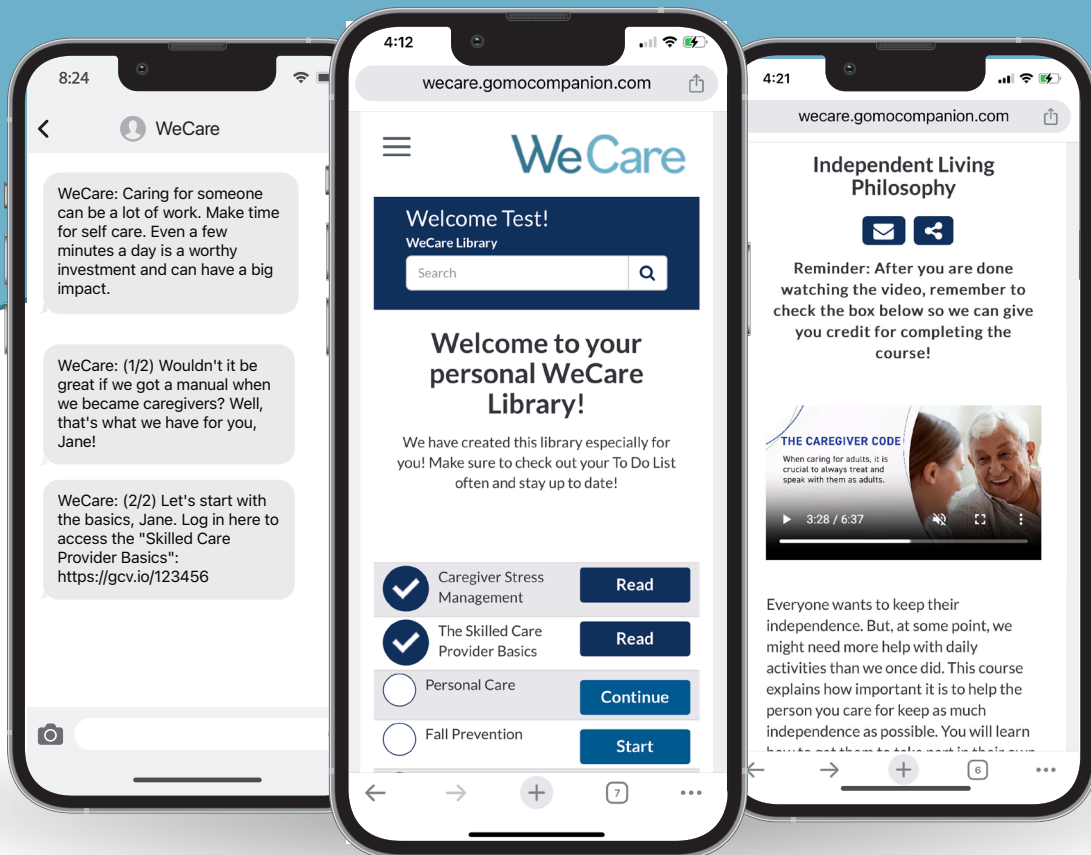 8:24
WeCare
WeCare: Caring for someone
can be a lot of work. Make time
for self care. Even a few
minutes a day is a worthy
investment and can have a big
impact.
WeCare: (1/2) Wouldn't it be
great if we got a manual when
we became caregivers? Well,
that's what we have for you,
Jane!
WeCare: (2/2) Let's start with
the basics, Jane. Log in here to
access the "Skilled Care
Provider Basics":
https://gcv.io/123456
4:12
wecare.gomocompanion.com
WeCare
Welcome Test!
WeCare Library
Search
Welcome to your
personal WeCare
Library!
We have created this library especially for
you! Make sure to check out your To Do List
often and stay up to date!
Caregiver Stress
Management
Read
The Skilled Care
Provider Basics
Read
Personal Care
Continue
Fall Prevention
Start
7
4:21
wecare.gomocompanion.com
Independent Living
Philosophy
Reminder: After you are done
watching the video, remember to
check the box below so we can give
you credit for completing the
course!
THE CAREGIVER CODE
When caring for adults, it is
crucial to always treat and
speak with them as adults.
3:28 / 6:37
Everyone wants to keep their
independence. But, at some point, we
might need more help with daily
activities than we once did. This course
explains how important it is to help the
person you care for keep as much
independence as possible. You will learn
how to get them to take part in their own
6